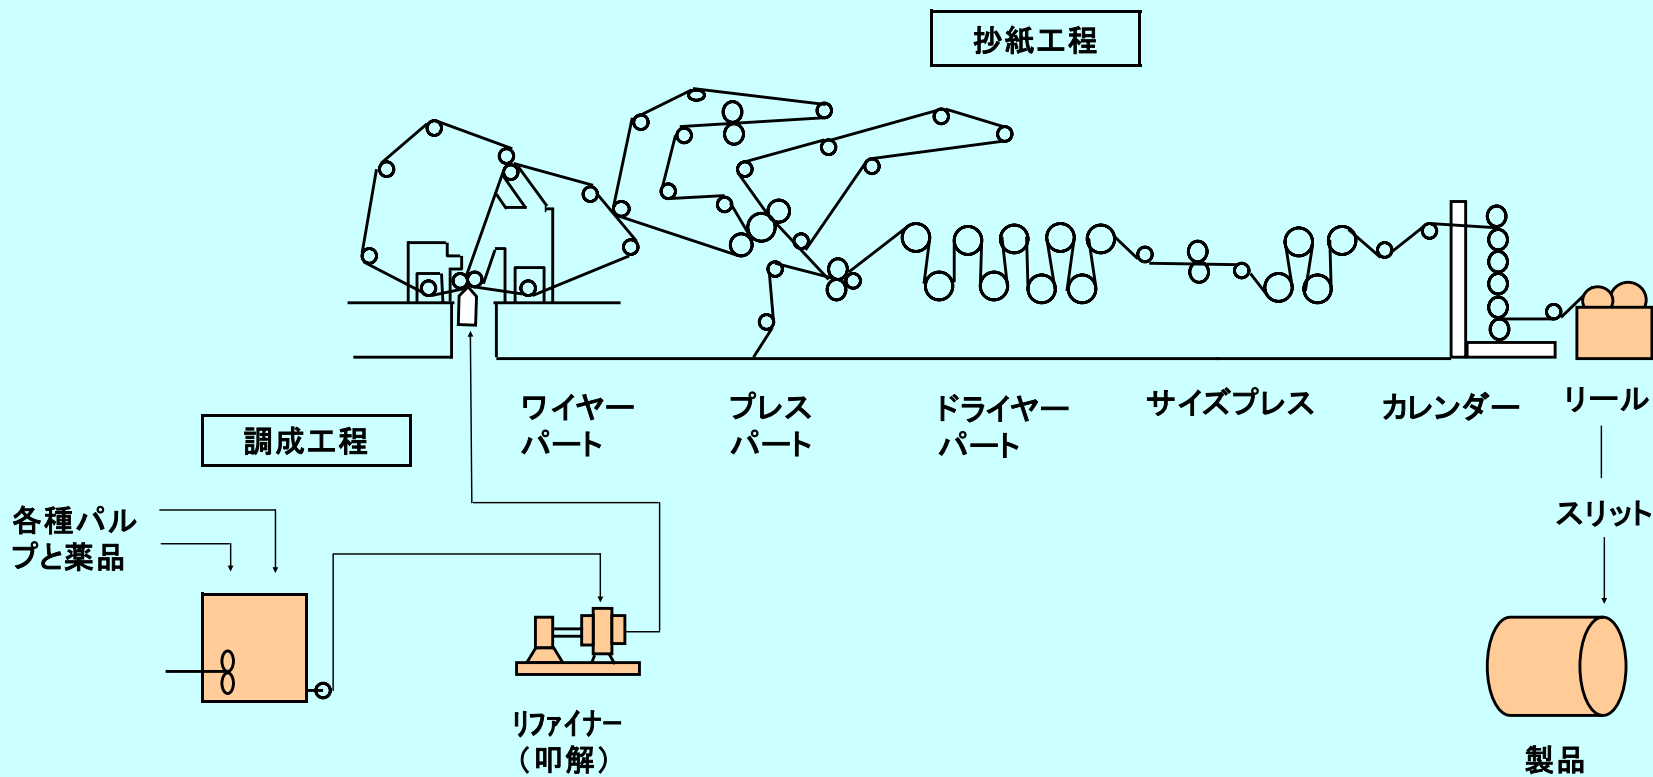 抄紙工程
ワイヤー
パート
プレス
パート
ドライヤー
パート
サイズプレス
カレンダー
リール
調成工程
各種パル
プと薬品
スリット
リファイナー
（叩解）
製品